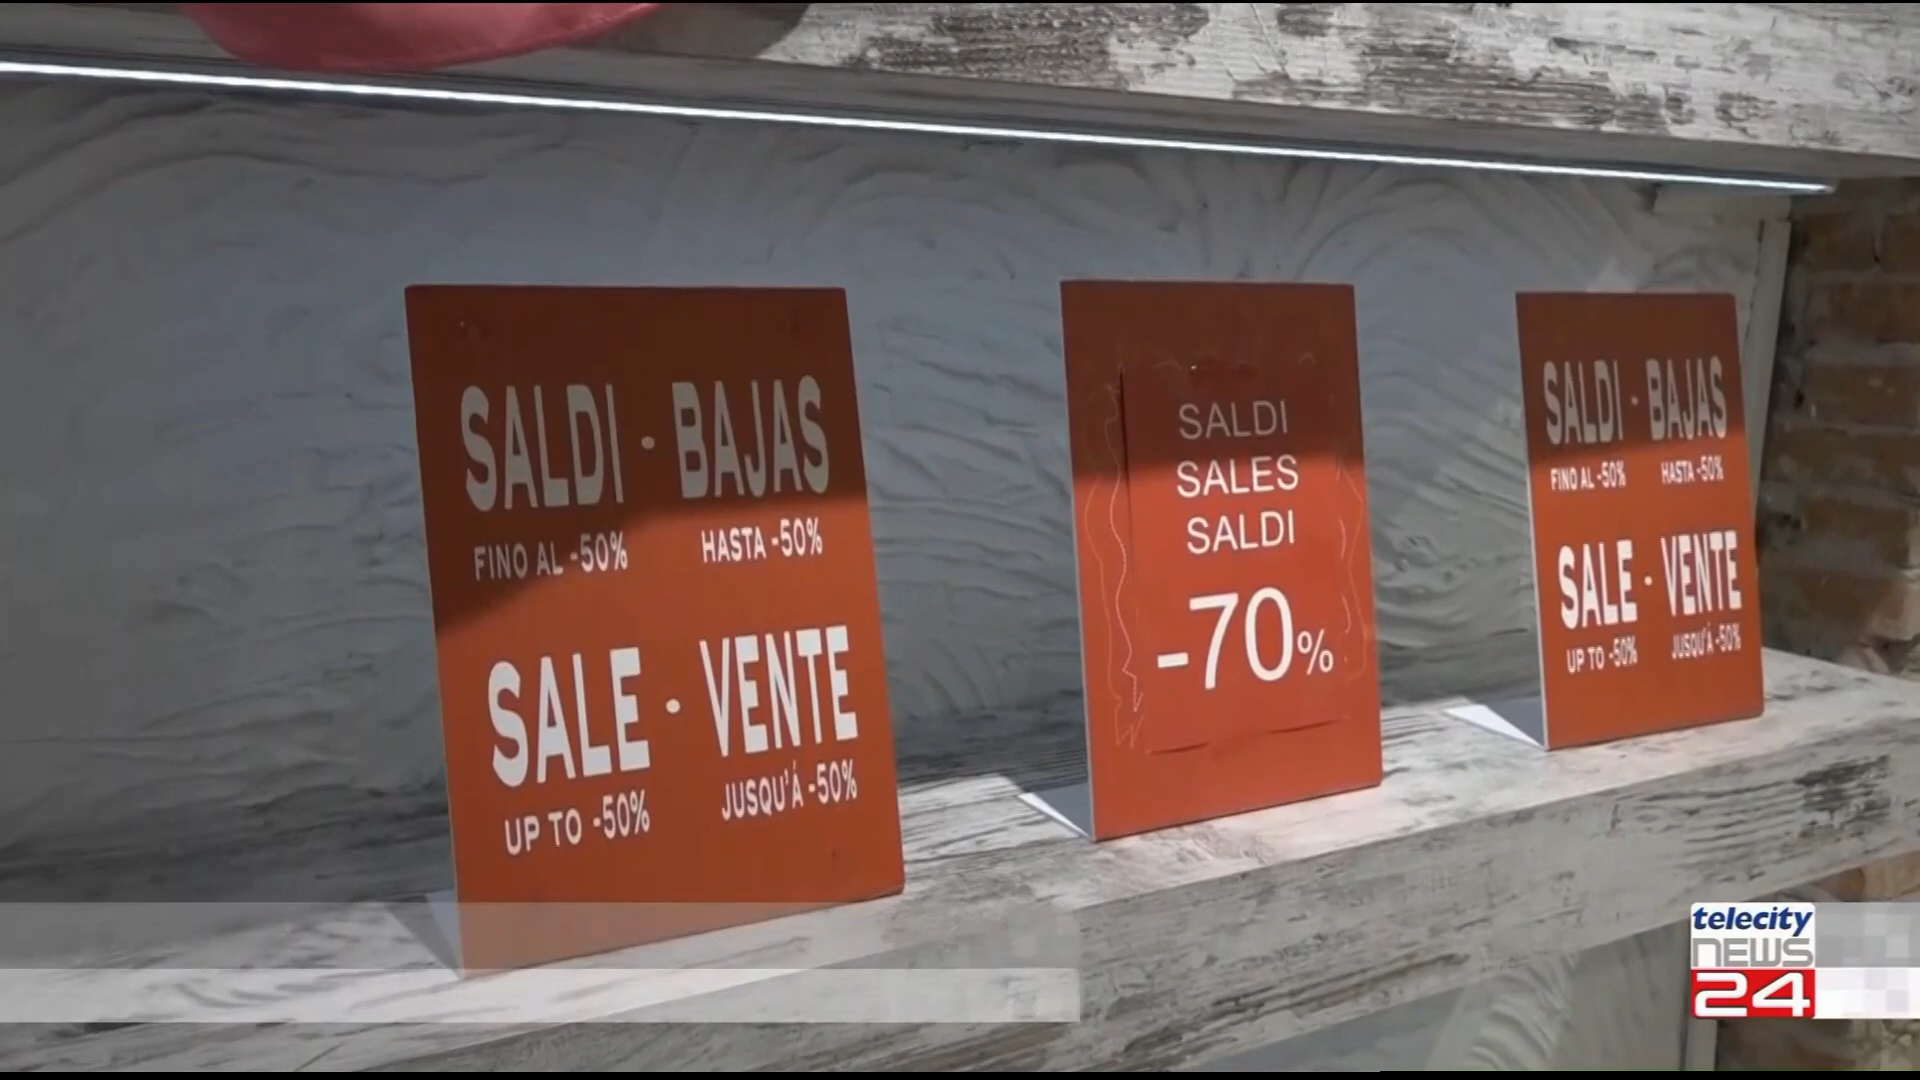 SALDI · BAJAS
FINO AL -50% HASTA -50%
SALE · VENTE
UP TO -50% JUSQU'Á -50%
SALDI
SALES
SALDI
-70%
SALDI · BAJAS
FINO AL -50% HASTA -50%
SALE · VENTE
UP TO -50% JUSQU'Á -50%
telecity
NEWS
24